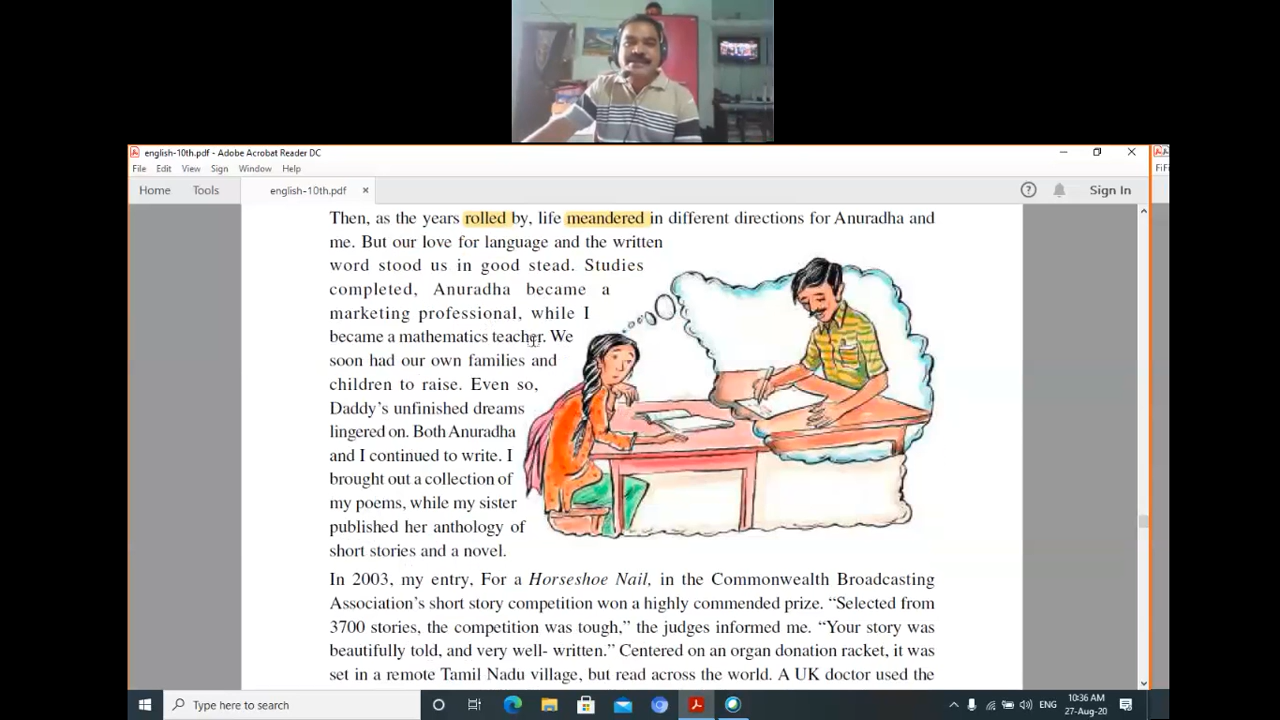 english-10th.pdf - Adobe Acrobat Reader DC
File Edit View Sign Window Help
Home Tools english-10th.pdf × ? Sign In
FiFi
Then, as the years rolled by, life meandered in different directions for Anuradha and
me. But our love for language and the written
word stood us in good stead. Studies
completed, Anuradha became a
marketing professional, while I
became a mathematics teacher. We
soon had our own families and
children to raise. Even so,
Daddy's unfinished dreams
lingered on. Both Anuradha
and I continued to write. I
brought out a collection of
my poems, while my sister
published her anthology of
short stories and a novel.
In 2003, my entry, For a Horseshoe Nail, in the Commonwealth Broadcasting
Association's short story competition won a highly commended prize. “Selected from
3700 stories, the competition was tough,” the judges informed me. “Your story was
beautifully told, and very well- written.” Centered on an organ donation racket, it was
set in a remote Tamil Nadu village, but read across the world. A UK doctor used the
Type here to search
ENG
10:36 AM
27-Aug-20